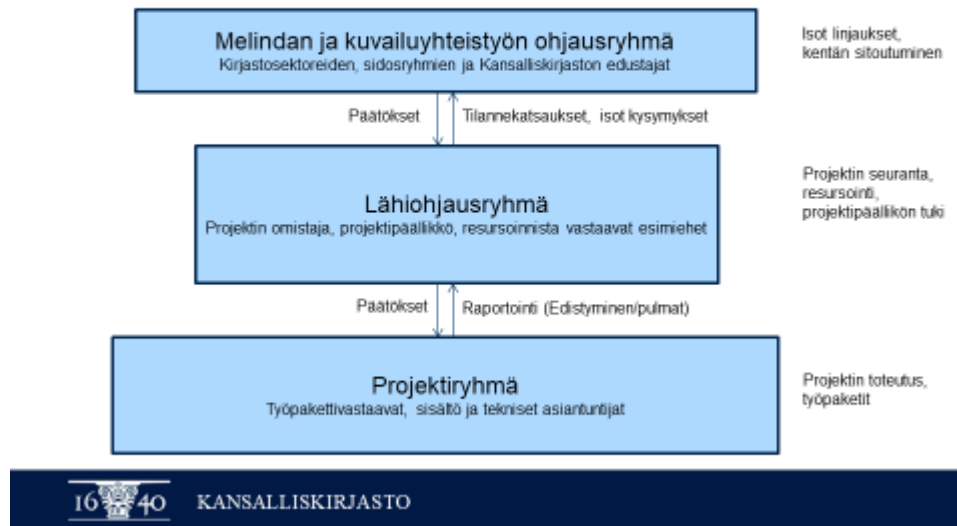 Melindan ja kuvailuyhteistyön ohjausryhmä
Kirjastosektoreiden, sidosryhmien ja Kansalliskirjaston edustajat
Isot linjaukset,
kentän sitoutuminen
Päätökset
Tilannekatsaukset, isot kysymykset
Lähiohjausryhmä
Projektin omistaja, projektipäällikkö, resursoinnista vastaavat esimiehet
Projektin seuranta,
resursointi,
projektipäällikön tuki
Päätökset
Raportointi (Edistyminen/pulmat)
Projektiryhmä
Työpakettivastaavat, sisältö ja tekniset asiantuntijat
Projektin toteutus,
työpaketit
16 40 KANSALLISKIRJASTO